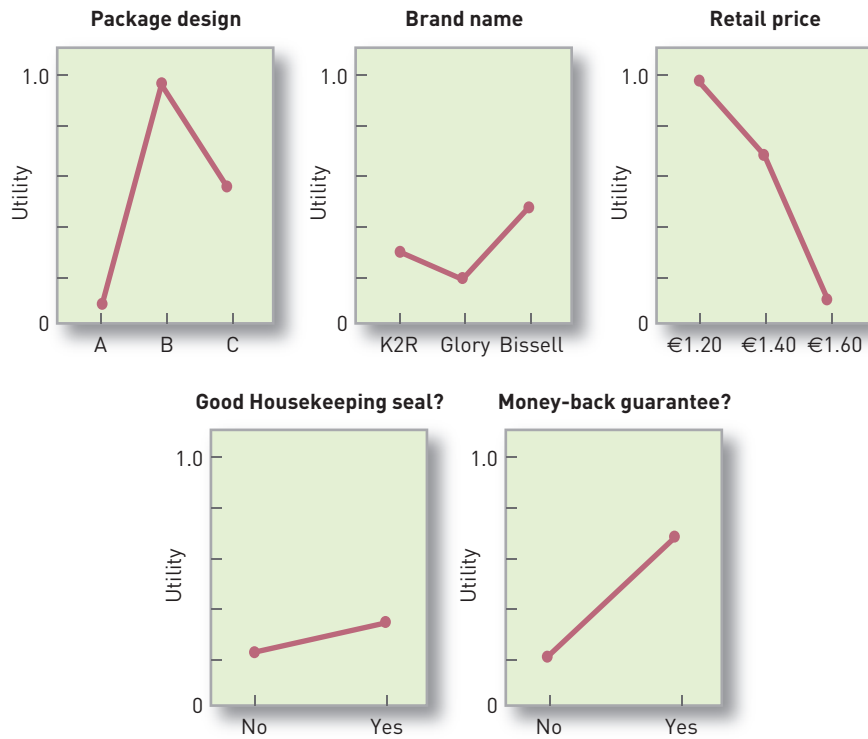 Package design
Brand name
Retail price
1.0
Utility
0
A B C
1.0
Utility
0
K2R Glory Bissell
1.0
Utility
0
€1.20 €1.40 €1.60
Good Housekeeping seal?
Money-back guarantee?
1.0
Utility
0
No Yes
1.0
Utility
0
No Yes